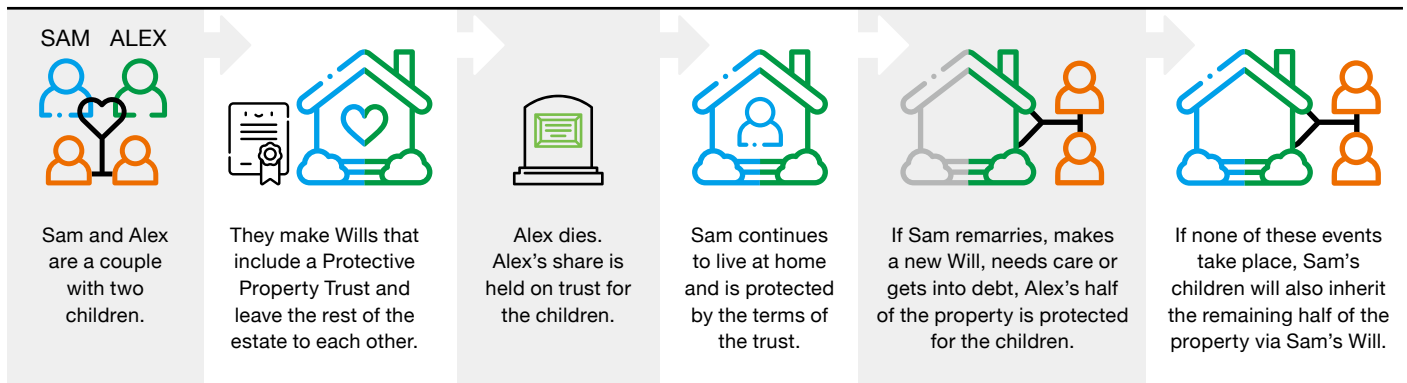 SAM ALEX
Sam and Alex
are a couple
with two
children.
They make Wills that
include a Protective
Property Trust and
leave the rest of the
estate to each other.
Alex dies.
Alex’s share is
held on trust for
the children.
Sam continues
to live at home
and is protected
by the terms of
the trust.
If Sam remarries, makes
a new Will, needs care or
gets into debt, Alex’s half
of the property is protected
for the children.
If none of these events
take place, Sam’s
children will also inherit
the remaining half of the
property via Sam’s Will.